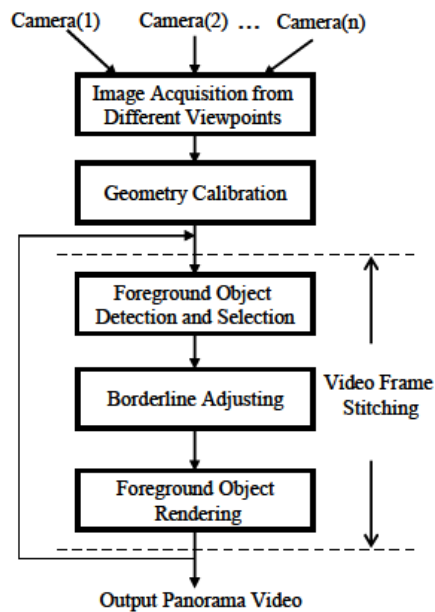 Camera(1) Camera(2) ... Camera(n)
Image Acquisition from
Different Viewpoints
Geometry Calibration
Foreground Object
Detection and Selection
Borderline Adjusting
Video Frame
Stitching
Foreground Object
Rendering
Output Panorama Video